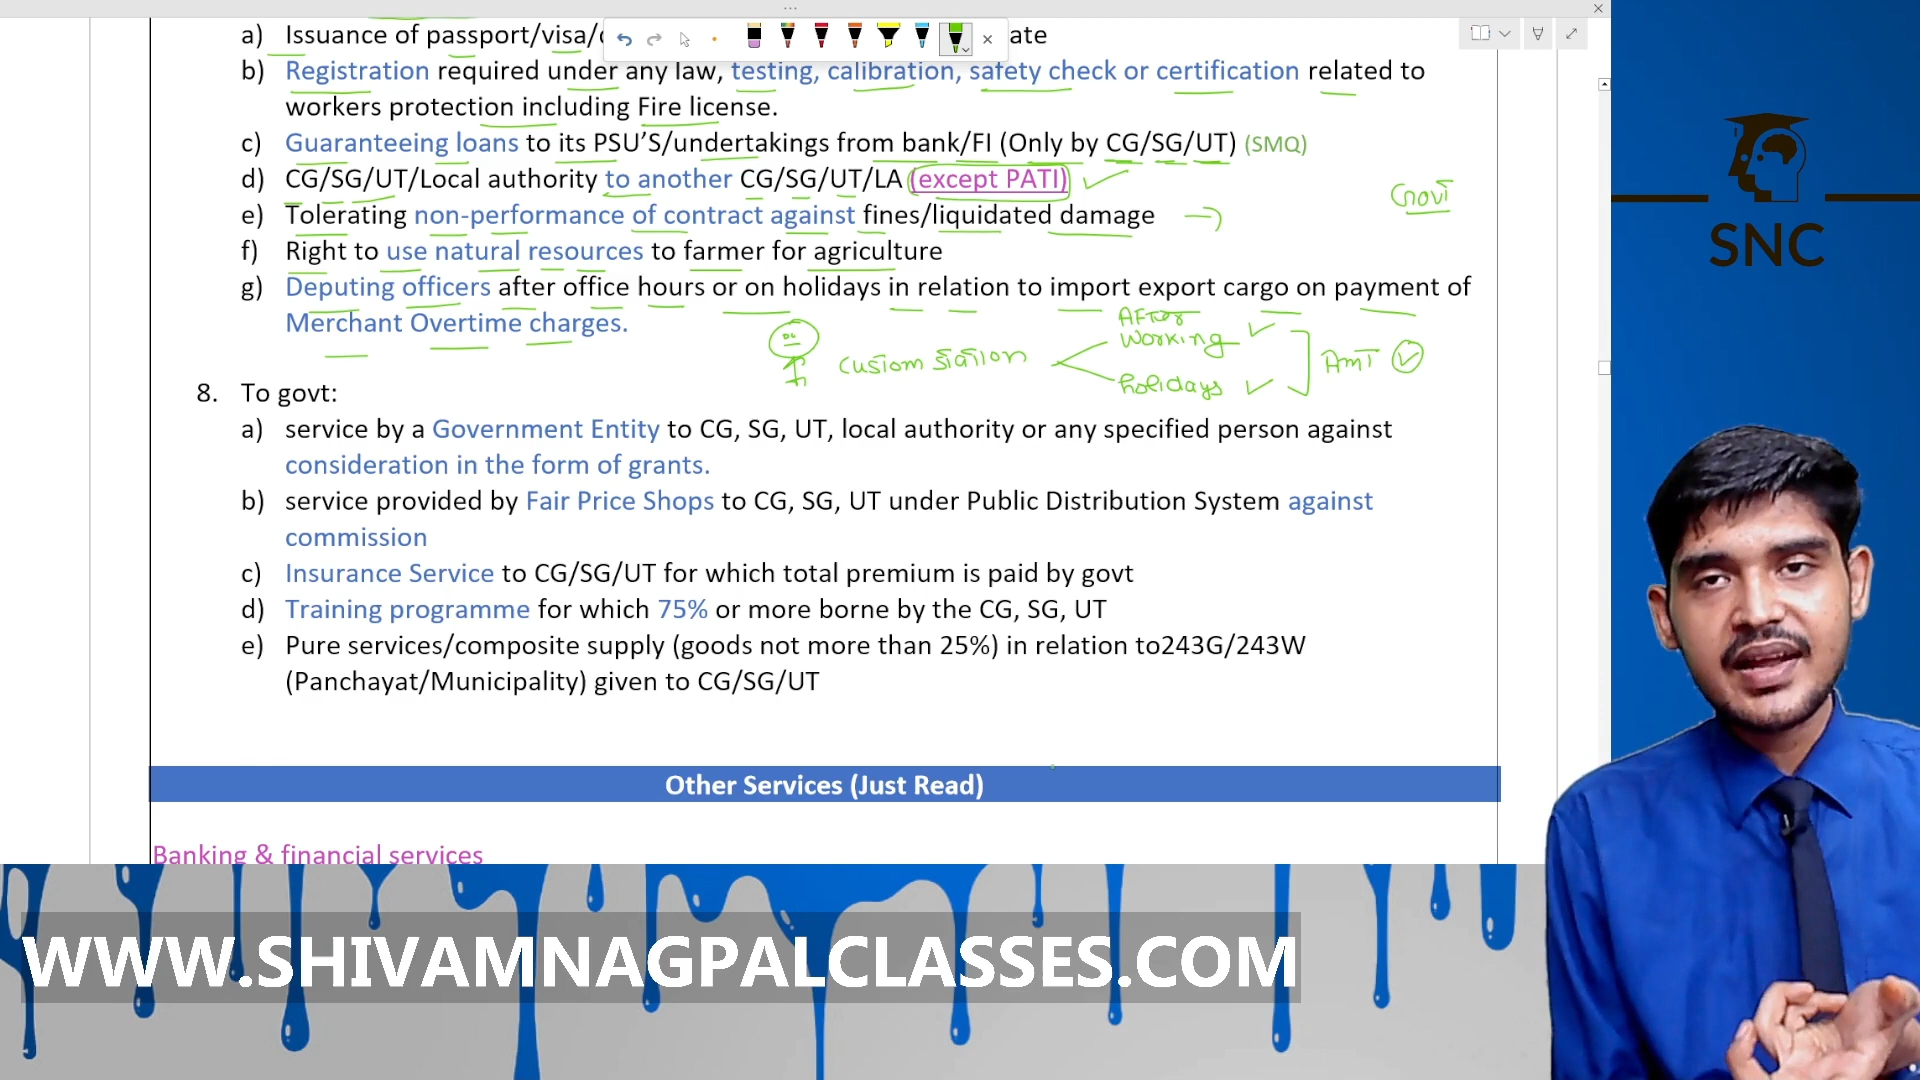 a) Issuance of passport/visa/
ate
b) Registration required under any law, testing, calibration, safety check or certification related to
workers protection including Fire license.
c) Guaranteeing loans to its PSU'S/undertakings from bank/FI (Only by CG/SG/UT) (SMQ)
d) CG/SG/UT/Local authority to another CG/SG/UT/LA (except PATI)
Govt
e) Tolerating non-performance of contract against fines/liquidated damage
f) Right to use natural resources to farmer for agriculture
g) Deputing officers after office hours or on holidays in relation to import export cargo on payment of
Merchant Overtime charges.
After
working
custom station
Amt
holidays
8. To govt:
a) service by a Government Entity to CG, SG, UT, local authority or any specified person against
consideration in the form of grants.
b) service provided by Fair Price Shops to CG, SG, UT under Public Distribution System against
commission
c) Insurance Service to CG/SG/UT for which total premium is paid by govt
d) Training programme for which 75% or more borne by the CG, SG, UT
e) Pure services/composite supply (goods not more than 25%) in relation to243G/243W
(Panchayat/Municipality) given to CG/SG/UT
Other Services (Just Read)
Banking & financial services
SNC
WWW.SHIVAMNAGPALCLASSES.COM